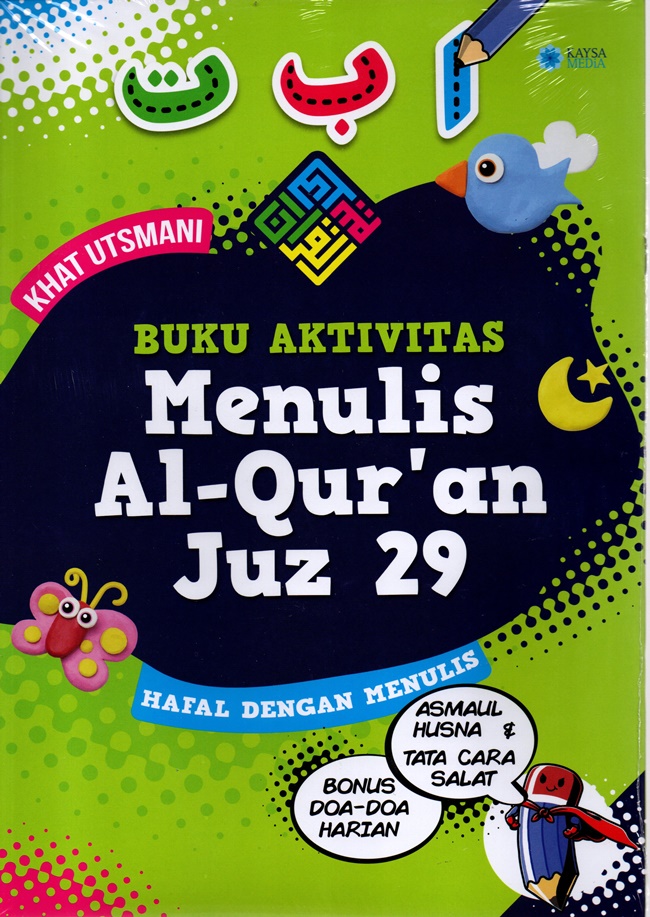 ا ب ت
KAYSA
MEDIA
KHAT UTSMANI
BUKU AKTIVITAS
Menulis
Al-Qur'an
Juz 29
HAFAL DENGAN MENULIS
ASMAUL
HUSNA &
TATA CARA
SALAT
BONUS
DOA-DOA
HARIAN